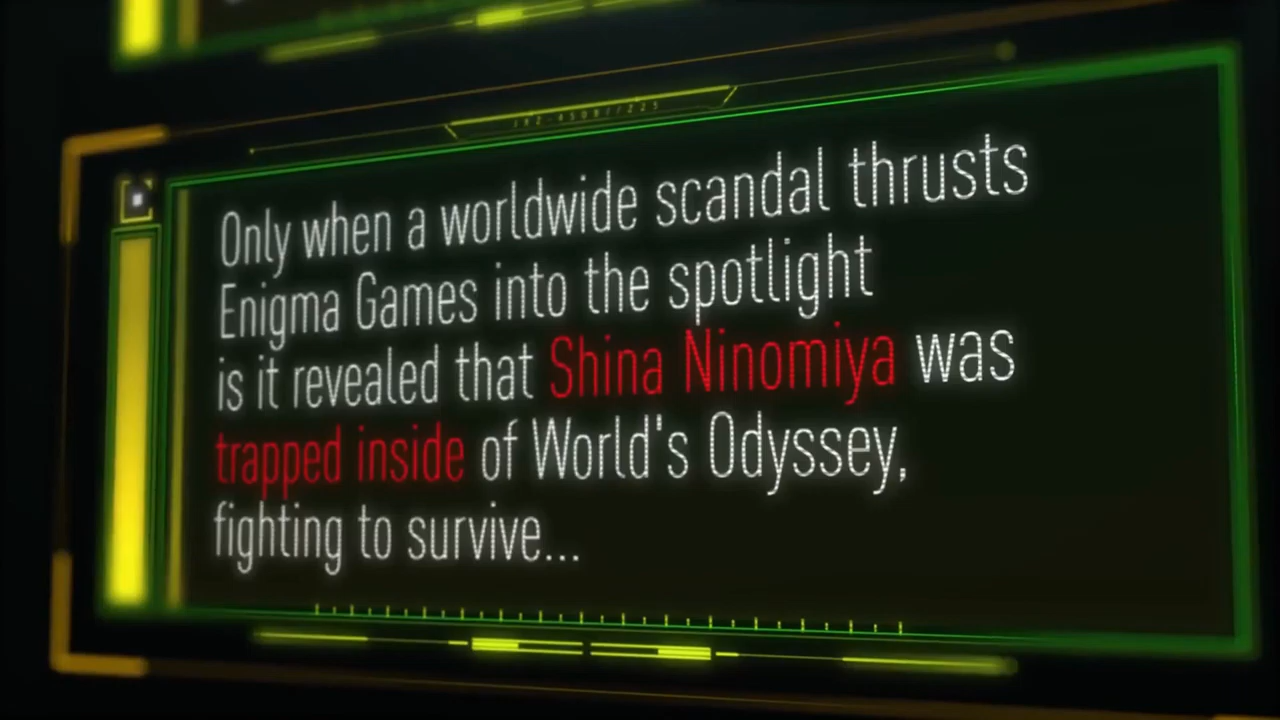 Only when a worldwide scandal thrusts
Enigma Games into the spotlight
is it revealed that Shina Ninomiya was
trapped inside of World's Odyssey,
fighting to survive...